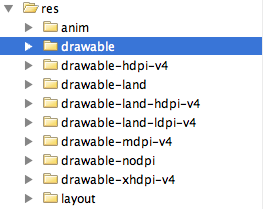 res
anim
drawable
drawable-hdpi-v4
drawable-land
drawable-land-hdpi-v4
drawable-land-ldpi-v4
drawable-mdpi-v4
drawable-nodpi
drawable-xhdpi-v4
layout